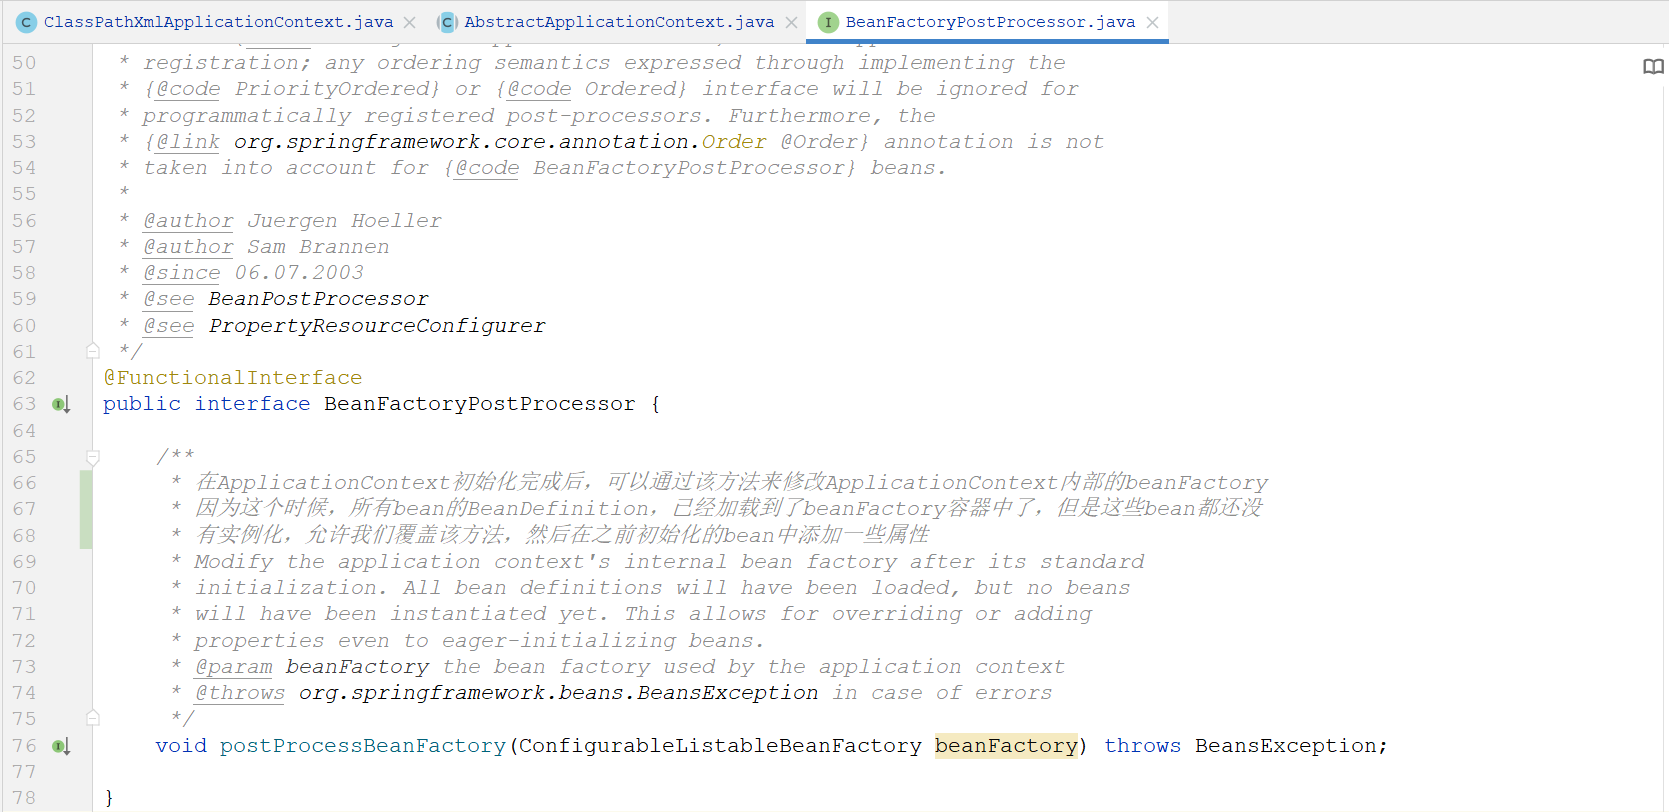 ClassPathXmlApplicationContext.java AbstractApplicationContext.java BeanFactoryPostProcessor.java
50 * registration; any ordering semantics expressed through implementing the
51 * {@code PriorityOrdered} or {@code Ordered} interface will be ignored for
52 * programmatically registered post-processors. Furthermore, the
53 * {@link org.springframework.core.annotation.Order @Order} annotation is not
54 * taken into account for {@code BeanFactoryPostProcessor} beans.
55 *
56 * @author Juergen Hoeller
57 * @author Sam Brannen
58 * @since 06.07.2003
59 * @see BeanPostProcessor
60 * @see PropertyResourceConfigurer
61 */
62 @FunctionalInterface
63 public interface BeanFactoryPostProcessor {
64
65 /**
66 * 在ApplicationContext初始化完成后，可以通过该方法来修改ApplicationContext内部的beanFactory
67 * 因为这个时候，所有bean的BeanDefinition，已经加载到了beanFactory容器中了，但是这些bean都还没
68 * 有实例化，允许我们覆盖该方法，然后在之前初始化的bean中添加一些属性
69 * Modify the application context's internal bean factory after its standard
70 * initialization. All bean definitions will have been loaded, but no beans
71 * will have been instantiated yet. This allows for overriding or adding
72 * properties even to eager-initializing beans.
73 * @param beanFactory the bean factory used by the application context
74 * @throws org.springframework.beans.BeansException in case of errors
75 */
76 void postProcessBeanFactory(ConfigurableListableBeanFactory beanFactory) throws BeansException;
77
78 }